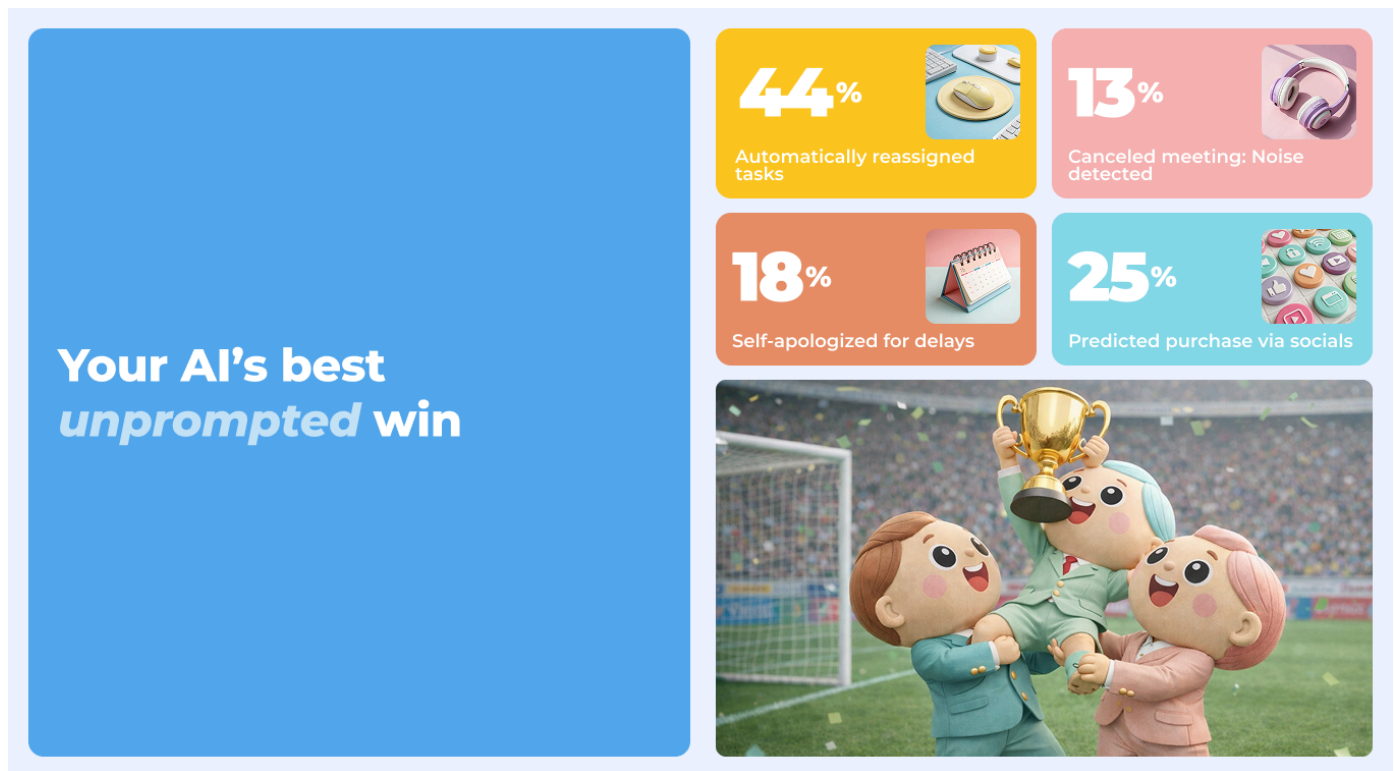 Your AI’s best
unprompted win
44%
Automatically reassigned
tasks
13%
Canceled meeting: Noise
detected
18%
Self-apologized for delays
25%
Predicted purchase via socials